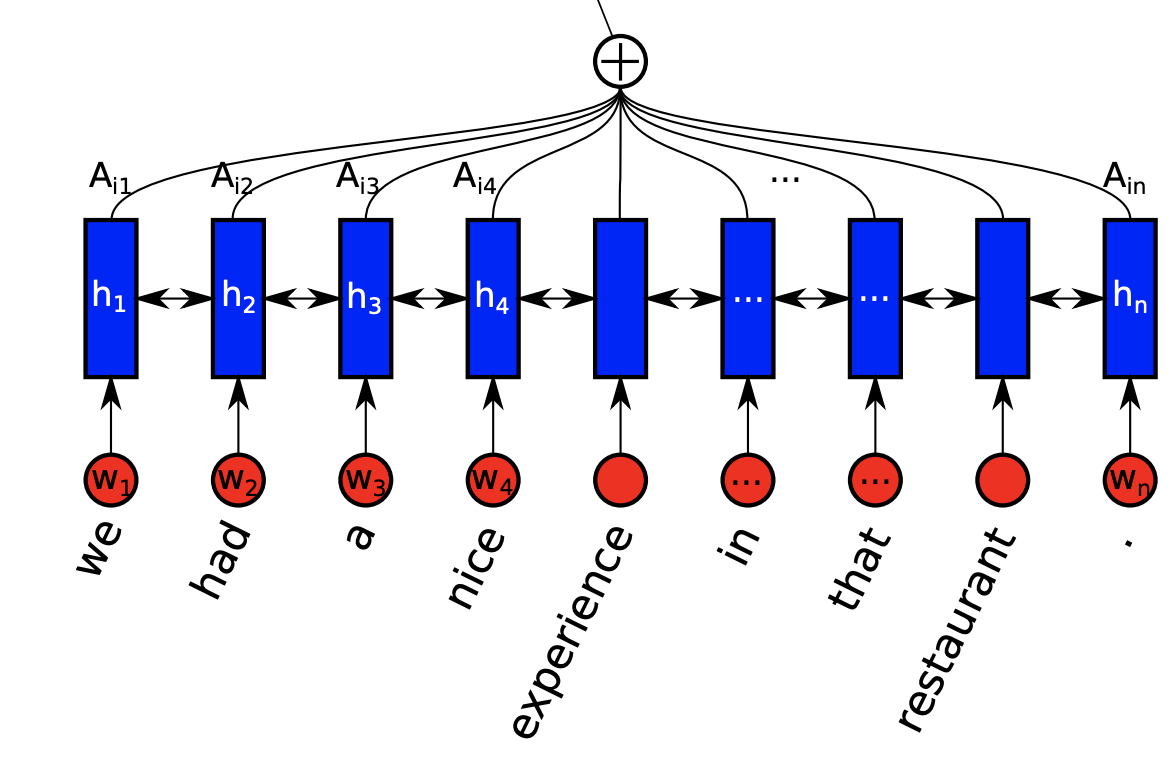 A_i1 A_i2 A_i3 A_i4 ... A_in
h_1 h_2 h_3 h_4 ... ... h_n
w_1 w_2 w_3 w_4 ... ... w_n
we had a nice experience in that restaurant .